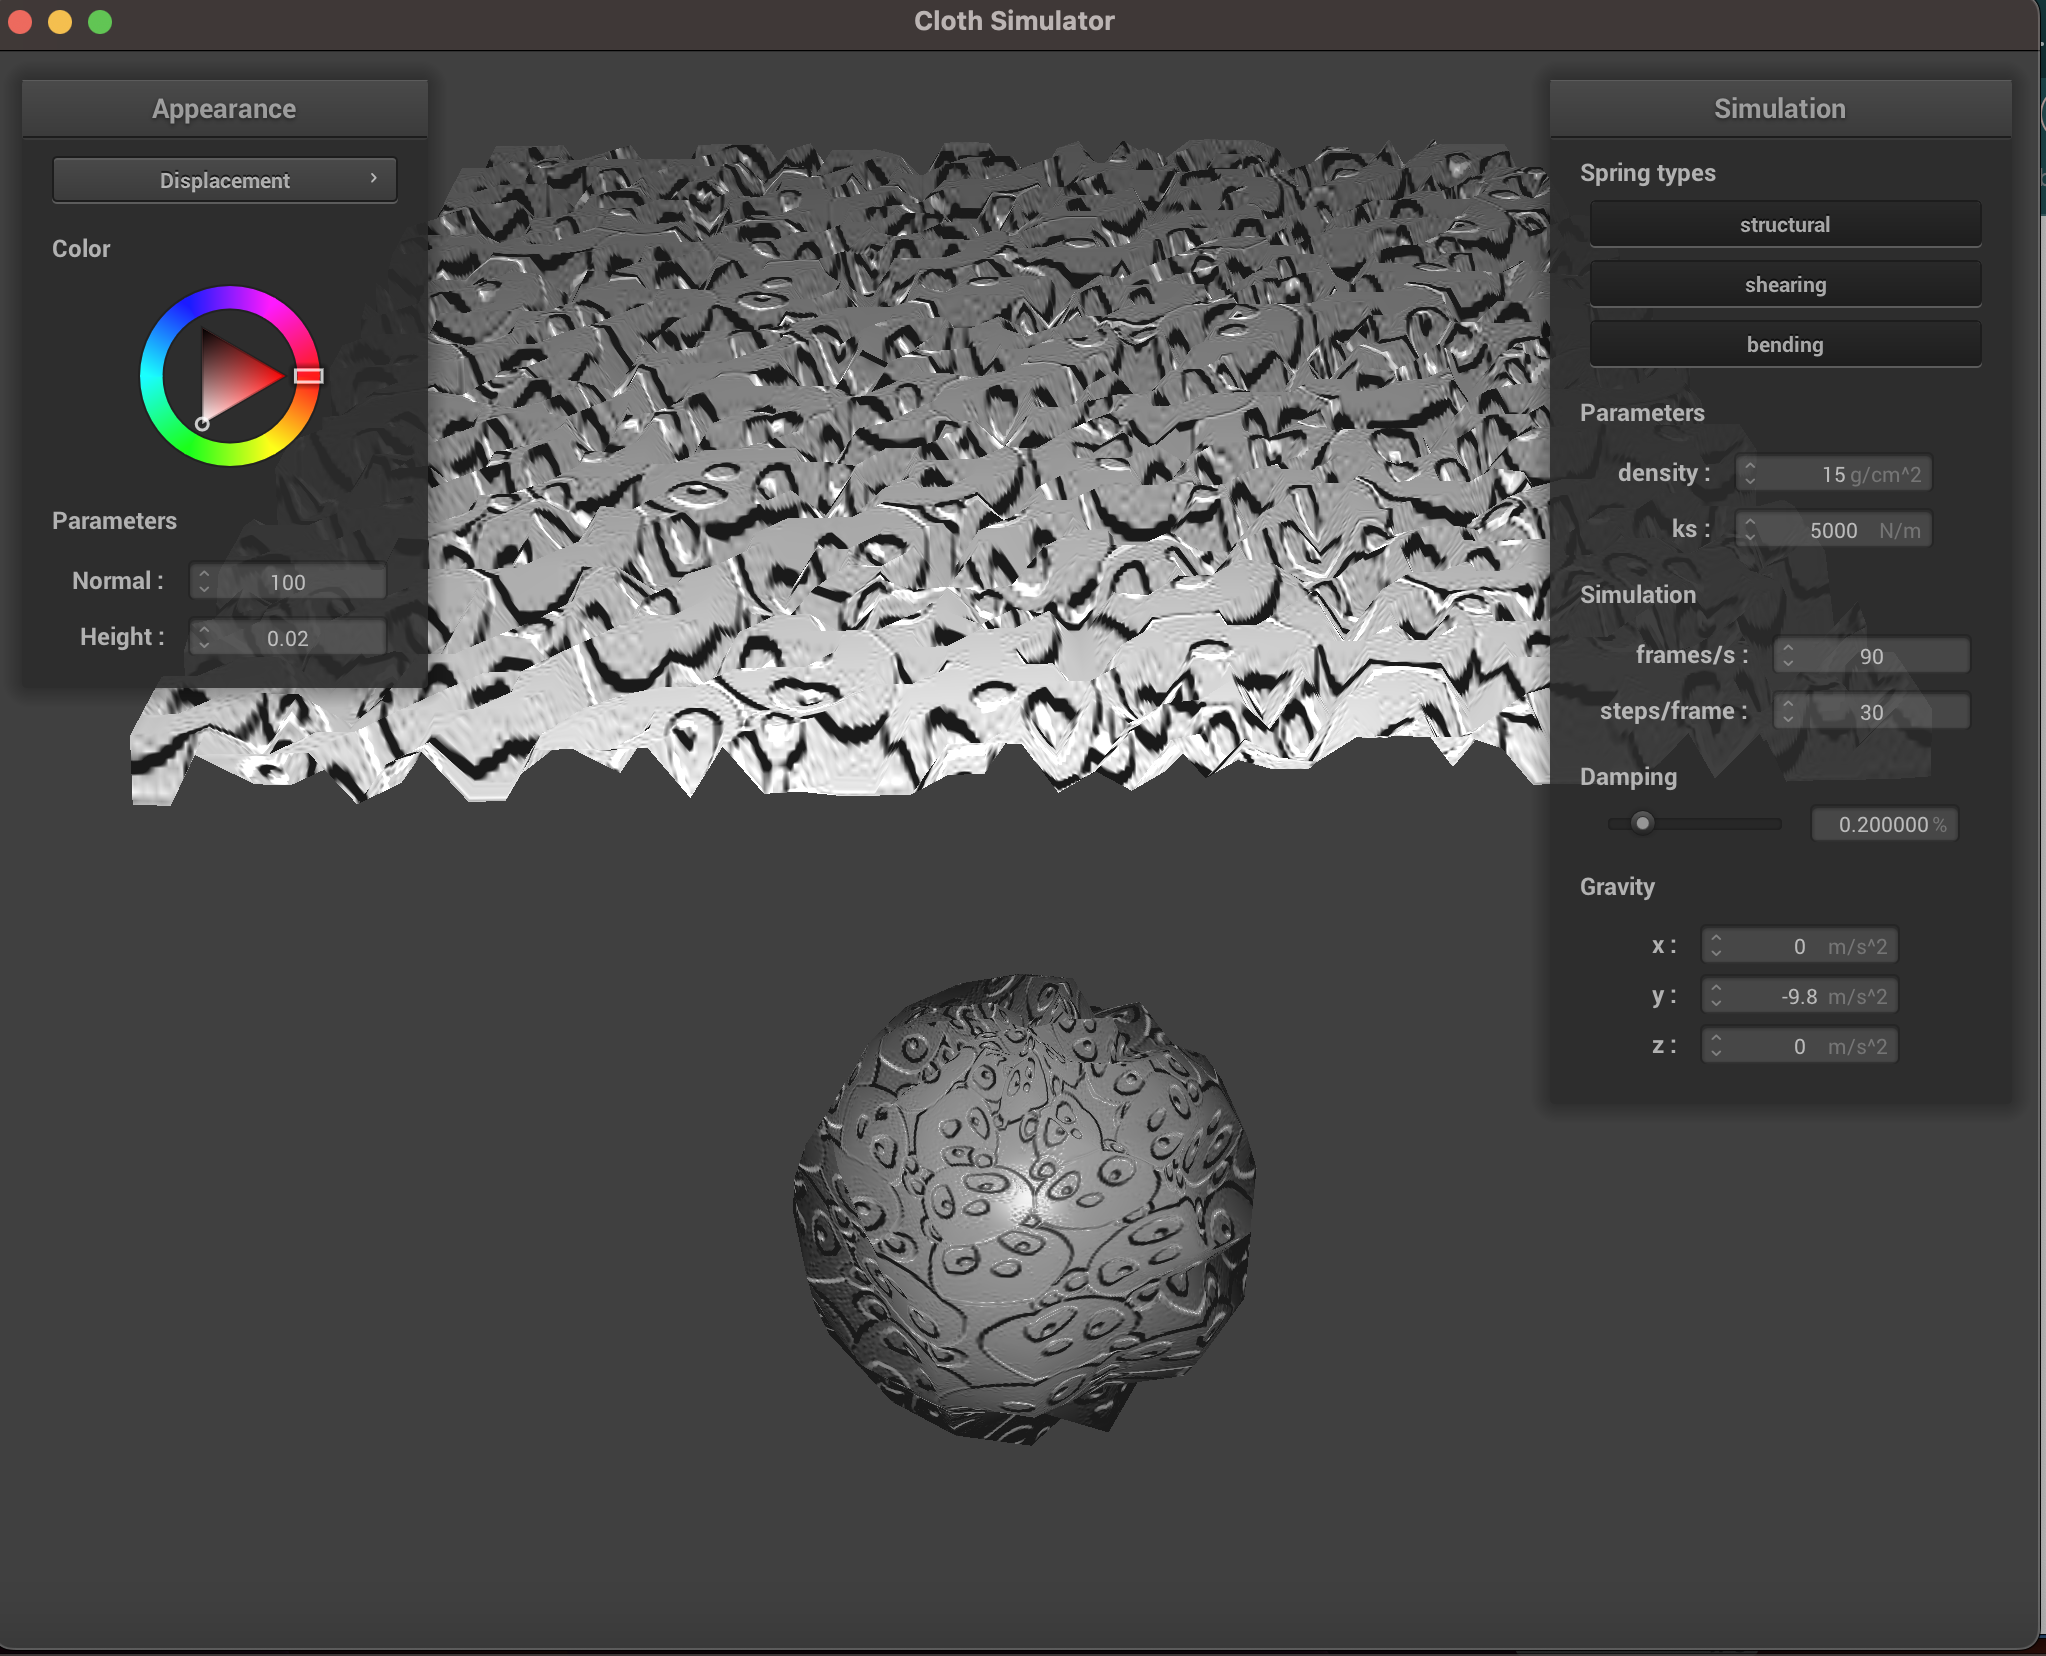 Cloth Simulator
Appearance
Displacement
Color
Parameters
Normal : 100
Height : 0.02
Simulation
Spring types
structural
shearing
bending
Parameters
density : 15 g/cm^2
ks : 5000 N/m
Simulation
frames/s : 90
steps/frame : 30
Damping
0.200000 %
Gravity
x : 0 m/s^2
y : -9.8 m/s^2
z : 0 m/s^2